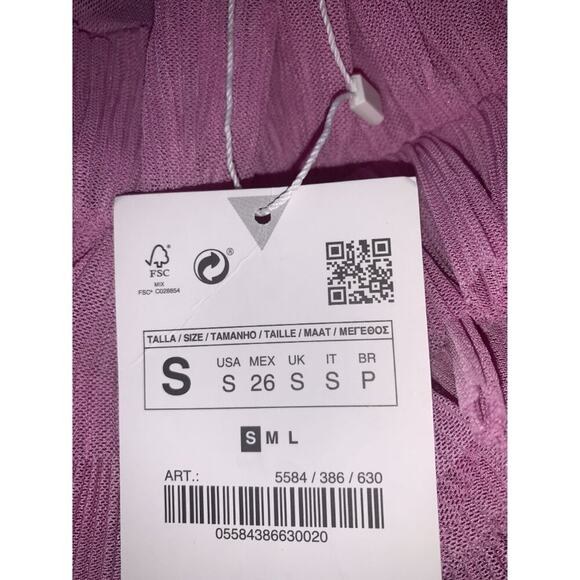 ®
FSC
MIX
FSC® C028854
TALLA / SIZE / TAMANHO / TAILLE / MAAT / ΜΕΓΕΘΟΣ
S
USA MEX UK IT BR
S 26 S S P
S M L
ART.: 5584 / 386 / 630
05584386630020